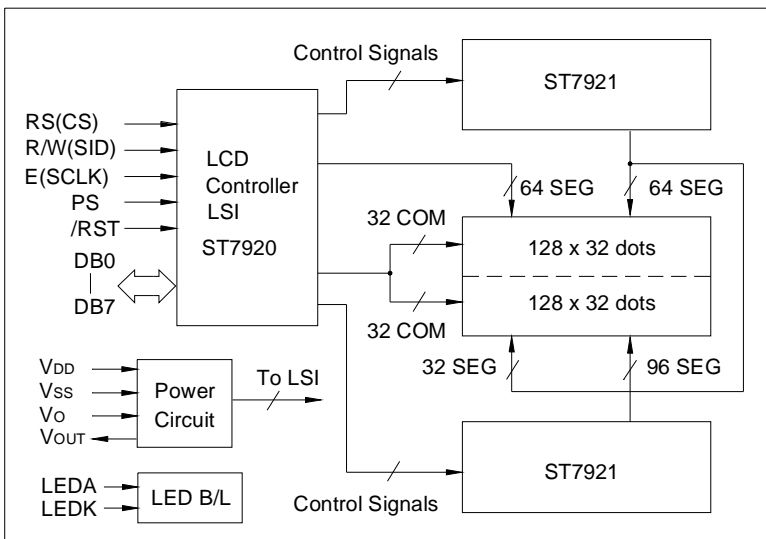 Control Signals
ST7921
RS(CS)
R/W(SID)
E(SCLK)
PS
/RST
DB0
DB7
LCD
Controller
LSI
ST7920
64 SEG
64 SEG
32 COM
128 x 32 dots
128 x 32 dots
32 COM
32 SEG
96 SEG
VDD
VSS
VO
VOUT
Power
Circuit
To LSI
ST7921
LEDA
LEDK
LED B/L
Control Signals